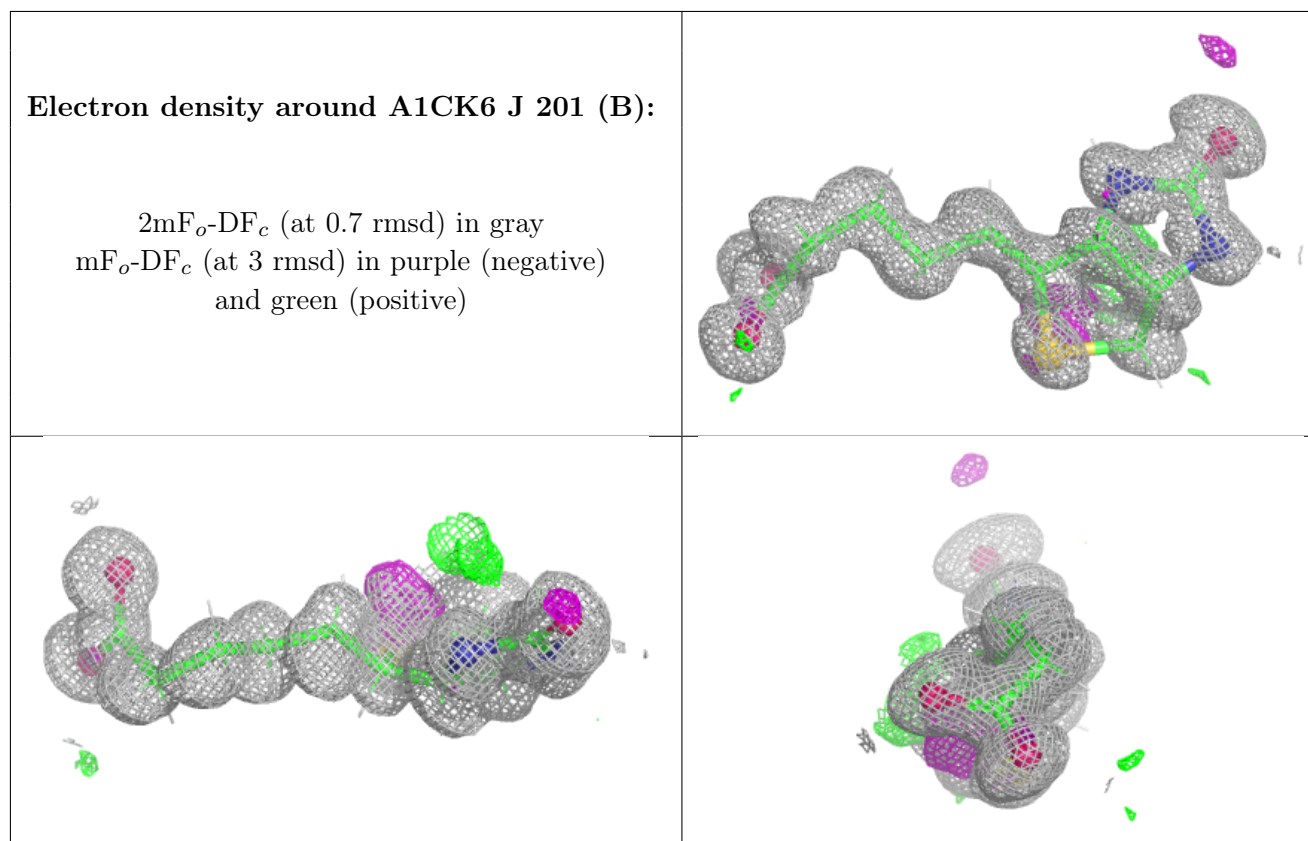 Electron density around A1CK6 J 201 (B):
2mFo-DFc (at 0.7 rmsd) in gray
mFo-DFc (at 3 rmsd) in purple (negative)
and green (positive)